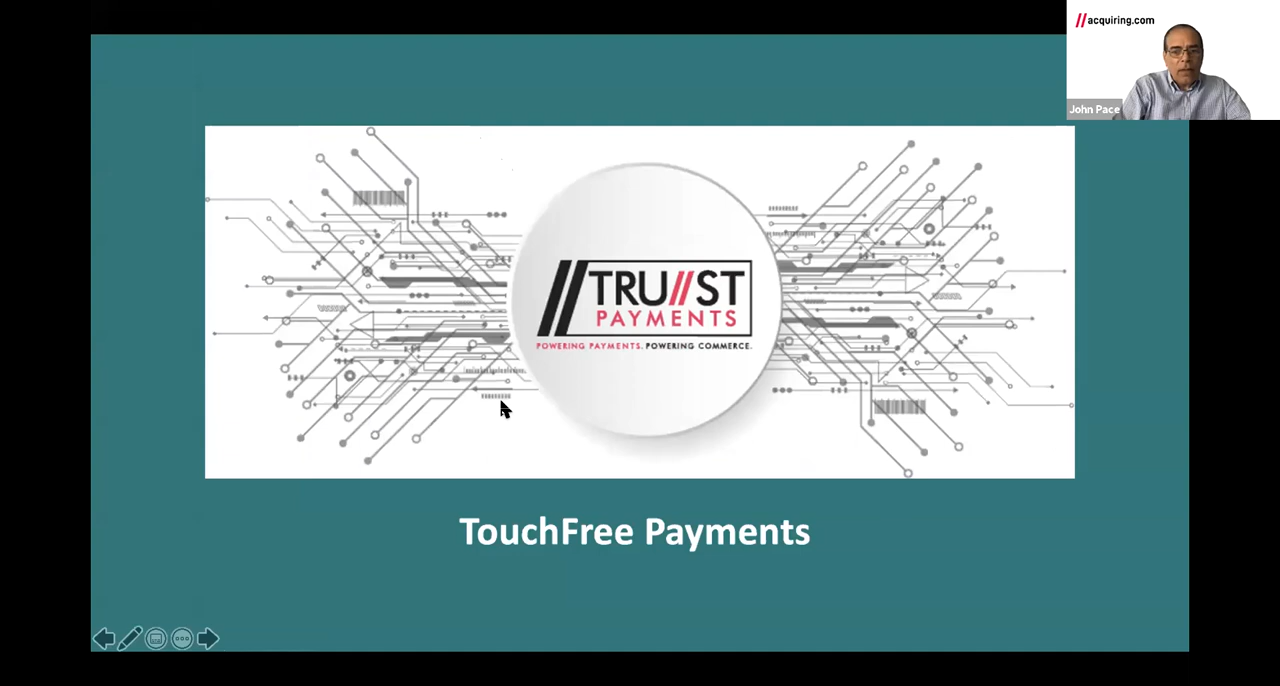 //acquiring.com
John Pace
//TRU//ST
PAYMENTS
POWERING PAYMENTS. POWERING COMMERCE.
TouchFree Payments